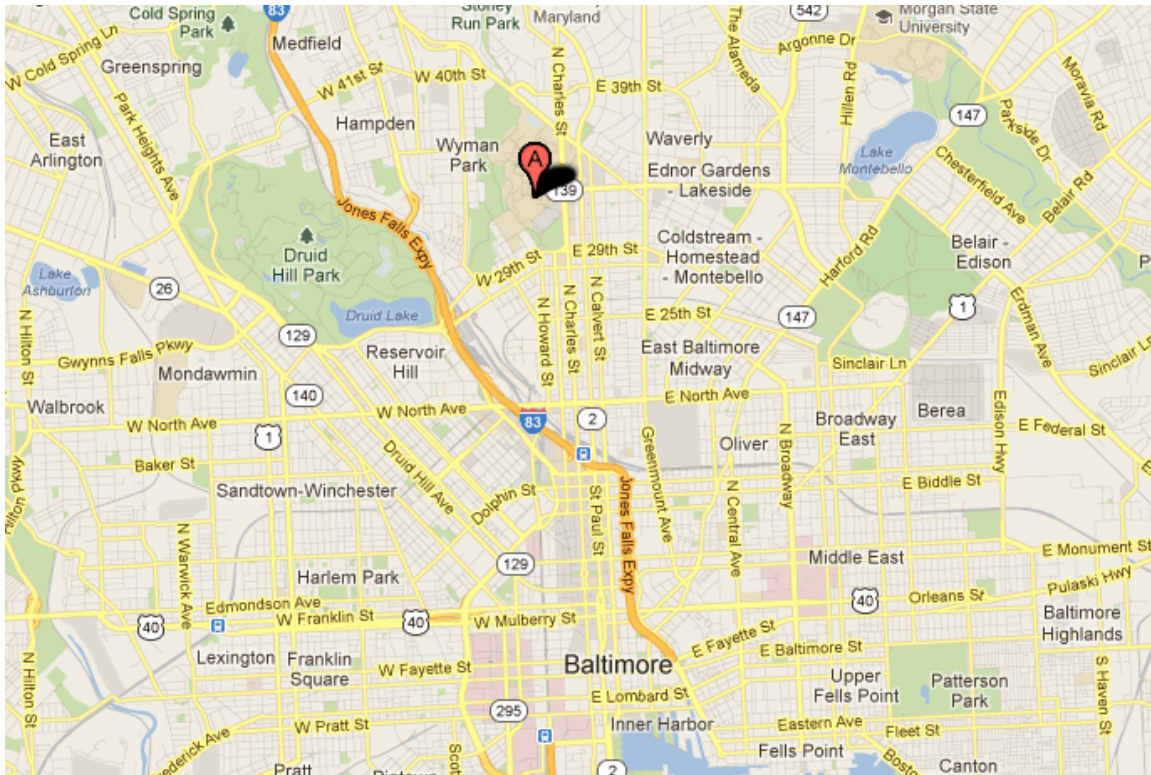 Cold Spring
Park
83
Stoney
Run Park
Maryland
542
Morgan State
University
W Cold Spring Ln
Medfield
Greenspring
W 41st St
W 40th St
N Charles St
E 39th St
The Alameda
Argonne Dr
Hillen Rd
Moravia Rd
147
Parkside Dr
East
Arlington
Park Heights Ave
Hampden
Wyman
Park
A
139
Waverly
Ednor Gardens
- Lakeside
Lake
Montebello
Chesterfield Ave
Belair Rd
Jones Falls Expy
Druid
Hill Park
W 29th St
E 29th St
Coldstream -
Homestead
- Montebello
Harford Rd
Belair -
Edison
P
Lake
Ashburton
26
N Hilton St
129
Druid Lake
N Howard St
N Charles St
N Calvert St
E 25th St
147
1
Erdman Ave
Gwynns Falls Pkwy
Mondawmin
Reservoir
Hill
East Baltimore
Midway
Sinclair Ln
Sinclair Ln
Walbrook
140
W North Ave
W North Ave
83
2
E North Ave
Broadway
East
Berea
Edison Hwy
E Federal St
1
Baker St
Druid Hill Ave
Greenmount Ave
Oliver
N Broadway
Hilton Pkwy
Sandtown-Winchester
Dolphin St
St Paul St
Jones Falls Expy
N Central Ave
E Biddle St
N Warwick Ave
129
Middle East
E Monument St
Harlem Park
Pulaski Hwy
Edmondson Ave
W Franklin St
40
40
W Mulberry St
40
Orleans St
Baltimore
Highlands
N Hilton St
Lexington
Franklin
Square
W Fayette St
Baltimore
E Fayette St
E Baltimore St
Upper
Fells Point
Patterson
Park
S Haven St
E Lombard St
295
Inner Harbor
W Pratt St
Eastern Ave
Fleet St
Fells Point
Canton
2
Pratt
Scot
Bost